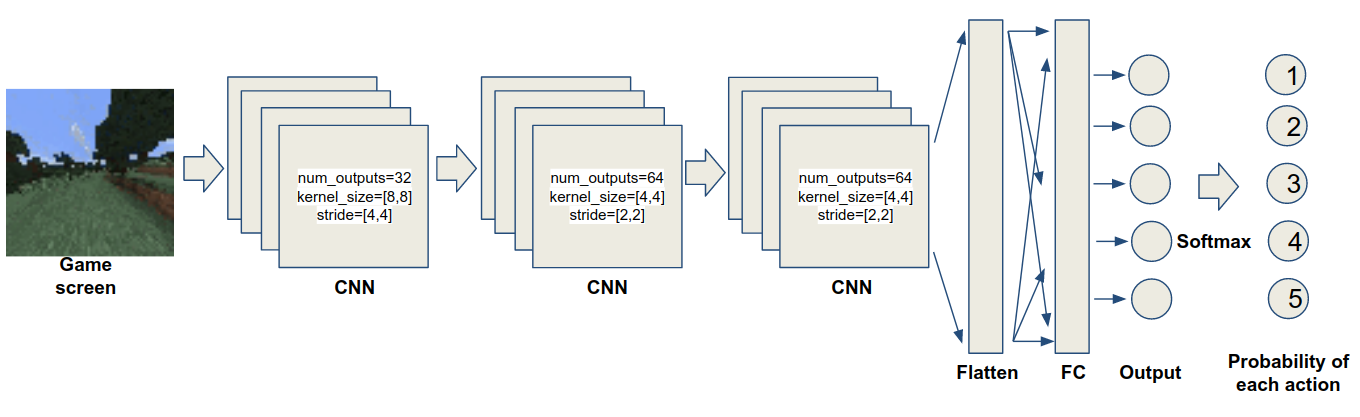 Game
screen
num_outputs=32
kernel_size=[8,8]
stride=[4,4]
CNN
num_outputs=64
kernel_size=[4,4]
stride=[2,2]
CNN
num_outputs=64
kernel_size=[4,4]
stride=[2,2]
CNN
Flatten
FC
Output
Softmax
1
2
3
4
5
Probability of
each action